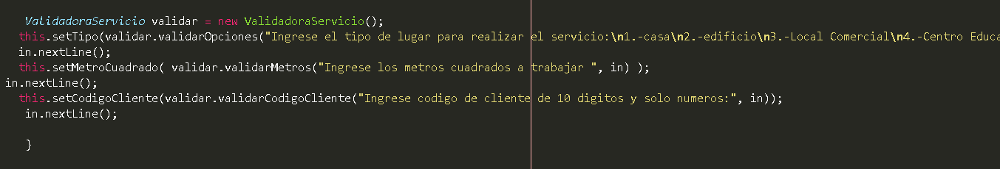 ValidadoraServicio validar = new ValidadoraServicio();
this.setTipo(validar.validarOpciones("Ingrese el tipo de lugar para realizar el servicio:\n1.-casa\n2.-edificio\n3.-Local Comercial\n4.-Centro Educa
in.nextLine();
this.setMetroCuadrado( validar.validarMetros("Ingrese los metros cuadrados a trabajar ", in) );
in.nextLine();
this.setCodigoCliente(validar.validarCodigoCliente("Ingrese codigo de cliente de 10 digitos y solo numeros:", in));
in.nextLine();
}